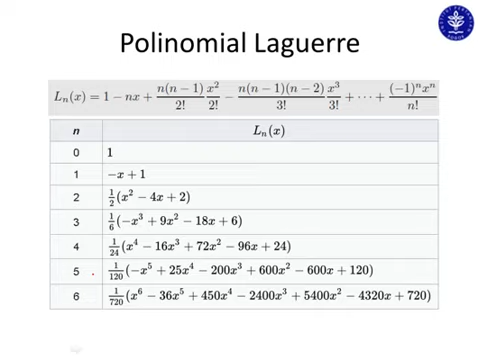 Polinomial Laguerre
Lₙ(x) = 1 − nx + n(n − 1)/2! x²/2! − n(n − 1)(n − 2)/3! x³/3! + ⋯ + (−1)ⁿxⁿ/n!
n Lₙ(x)
0 1
1 −x + 1
2 1/2 (x² − 4x + 2)
3 1/6 (−x³ + 9x² − 18x + 6)
4 1/24 (x⁴ − 16x³ + 72x² − 96x + 24)
5 1/120 (−x⁵ + 25x⁴ − 200x³ + 600x² − 600x + 120)
6 1/720 (x⁶ − 36x⁵ + 450x⁴ − 2400x³ + 5400x² − 4320x + 720)